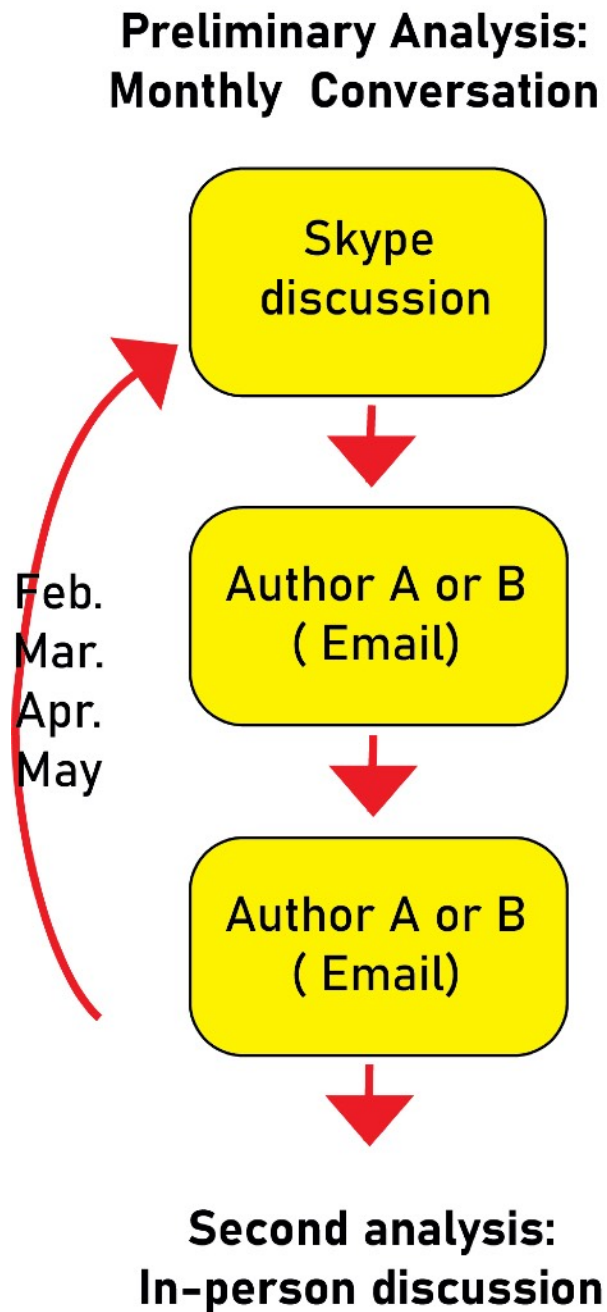 Preliminary Analysis:
Monthly Conversation
Skype
discussion
Author A or B
( Email)
Feb.
Mar.
Apr.
May
Author A or B
( Email)
Second analysis:
In-person discussion